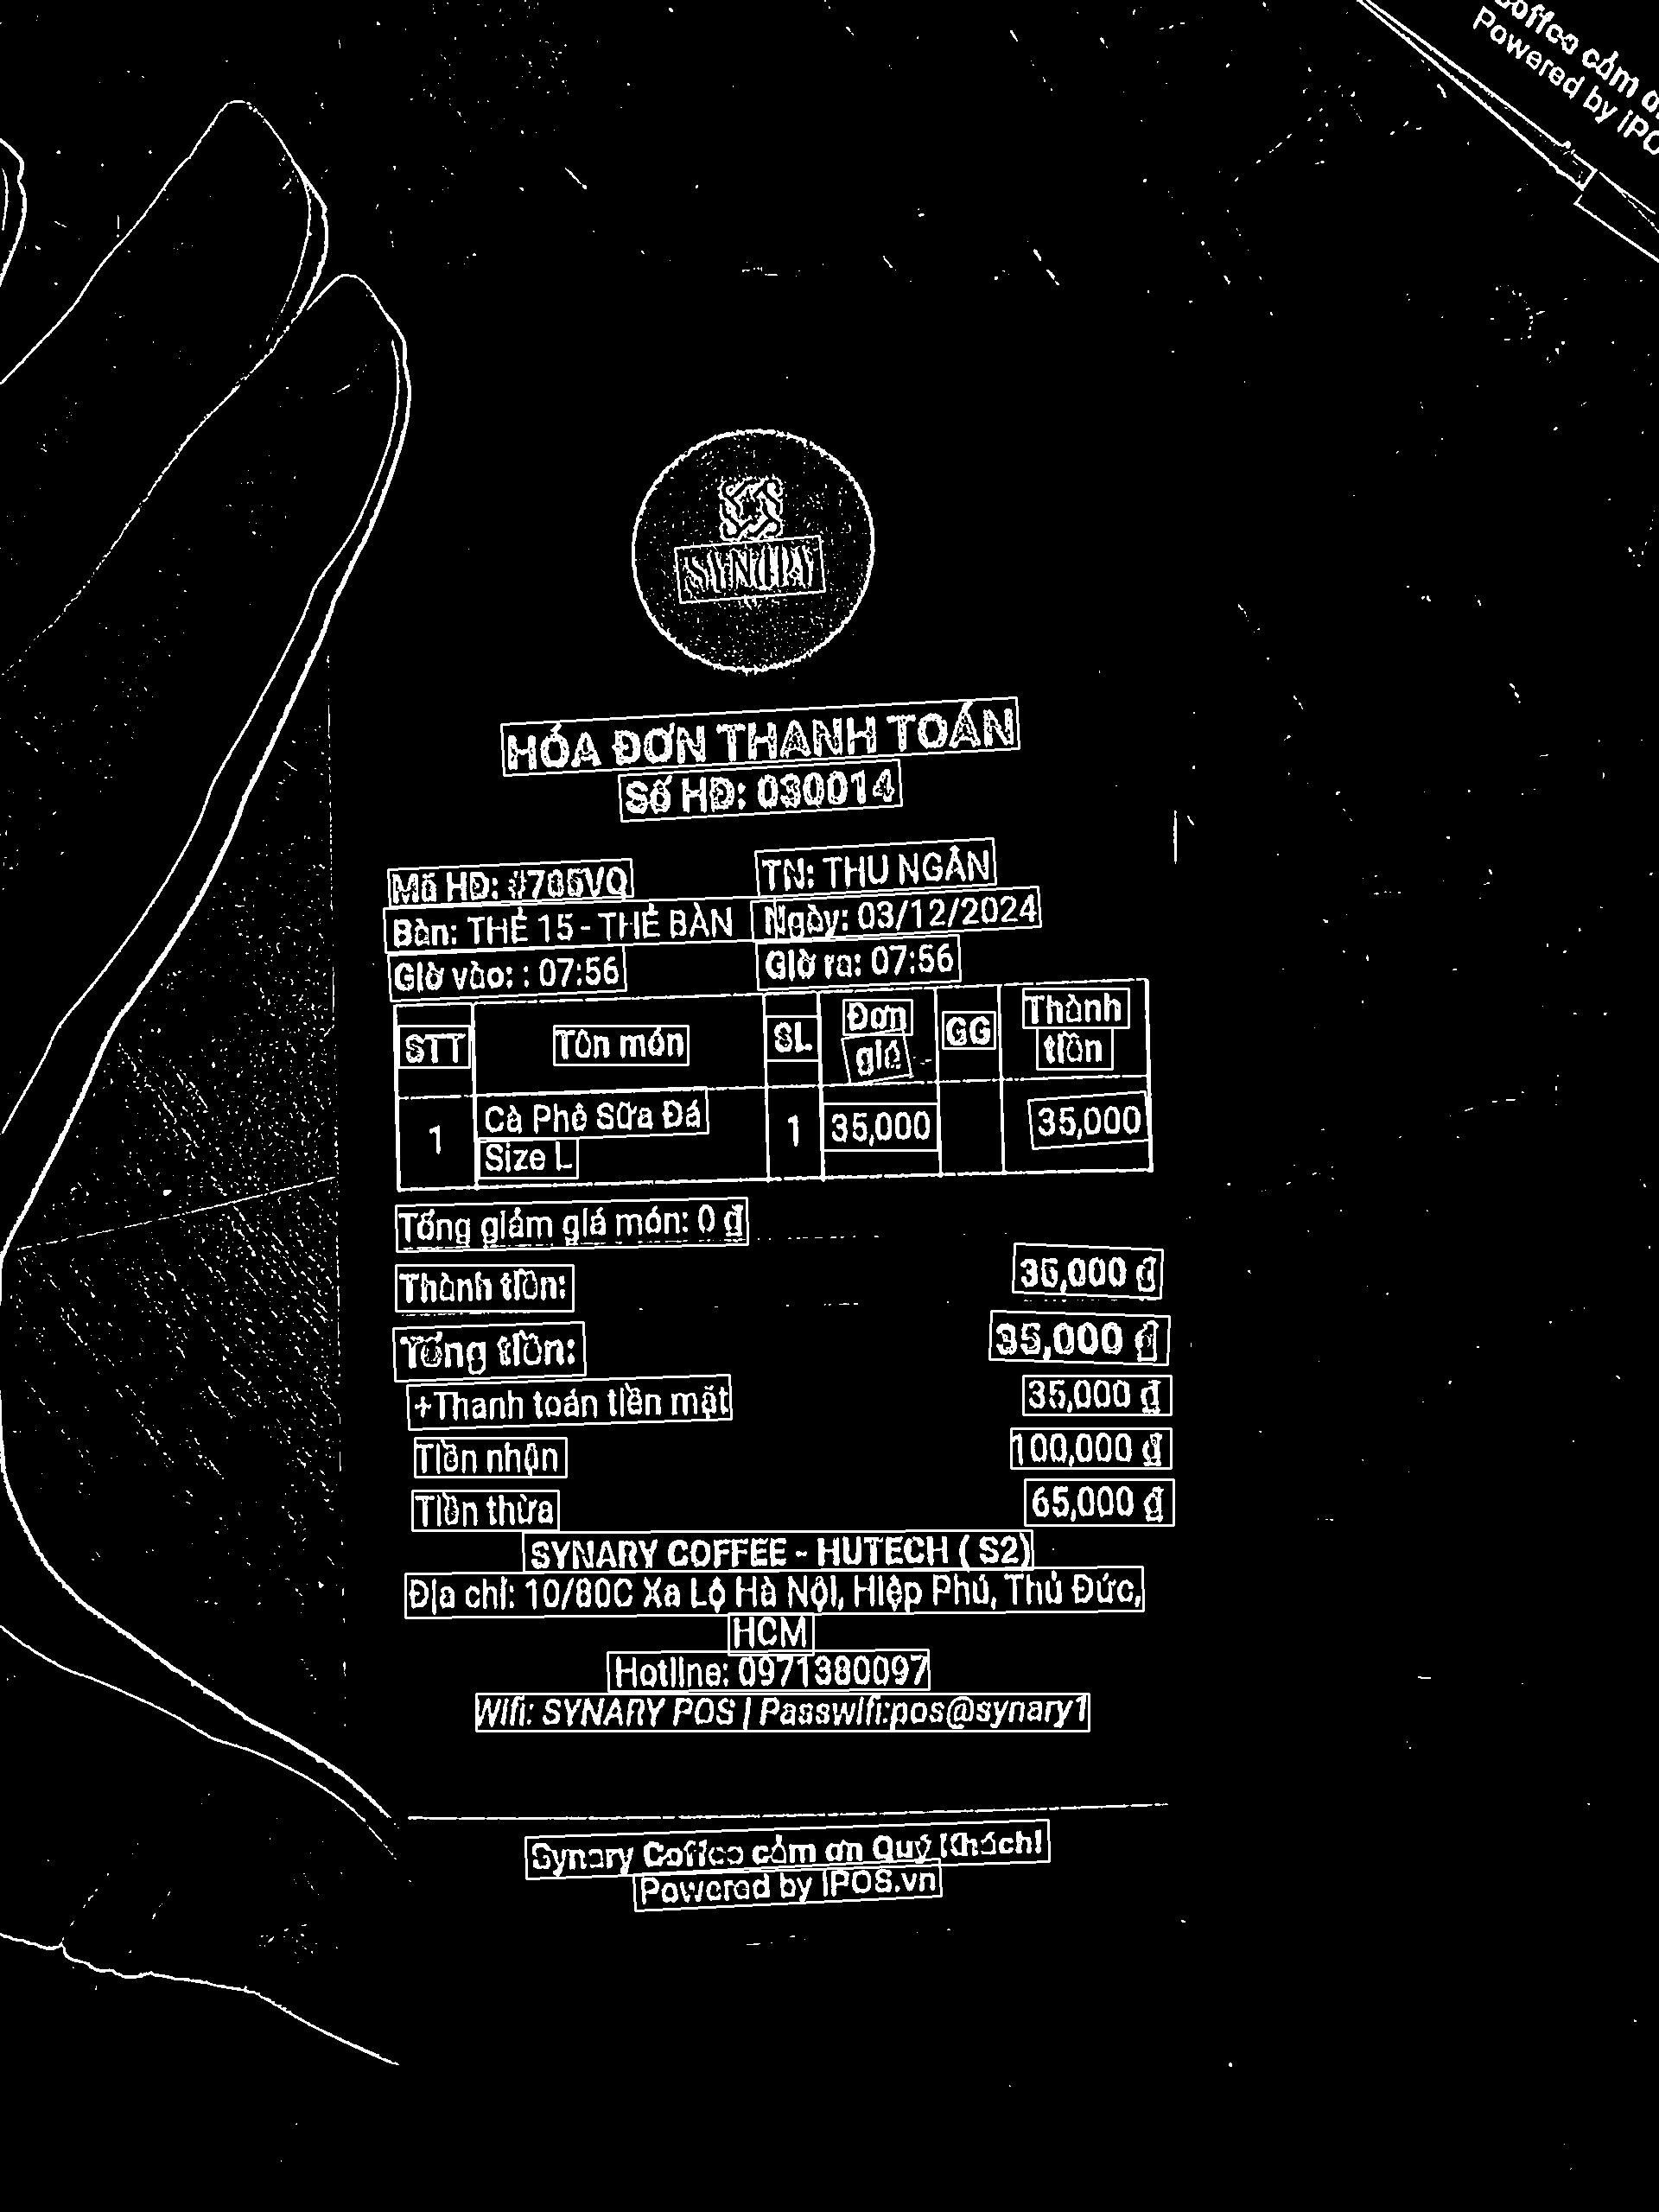 SYNARY
HÓA ĐƠN THANH TOÁN
Số HĐ: 030014
Mã HĐ: #705VQ TN: THU NGÂN
Bàn: THẺ 15 - THẺ BÀN Ngày: 03/12/2024
Giờ vào: : 07:56 Giờ ra: 07:56
STT Tên món SL Đơn giá GG Thành tiền
1 Cà Phê Sữa Đá Size L 1 35,000 35,000
Tổng giảm giá món: 0 đ
Thành tiền: 35,000 đ
Tổng tiền: 35,000 đ
+Thanh toán tiền mặt 35,000 đ
Tiền nhận 100,000 đ
Tiền thừa 65,000 đ
SYNARY COFFEE - HUTECH ( S2)
Địa chỉ: 10/80C Xa Lộ Hà Nội, Hiệp Phú, Thủ Đức,
HCM
Hotline: 0971380097
Wifi: SYNARY POS | Passwifi:pos@synary1
Synary Coffee cảm ơn Quý Khách!
Powered by iPOS.vn
coffee cảm
Powered by iPO